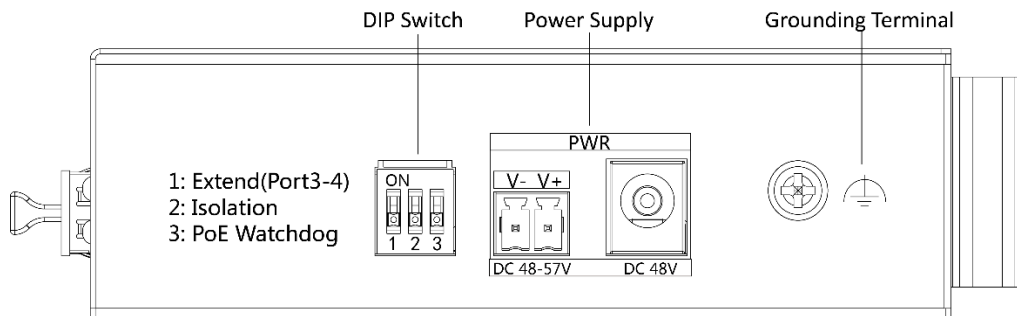 DIP Switch
Power Supply
Grounding Terminal
PWR
1: Extend(Port3-4)
2: Isolation
3: PoE Watchdog
ON
1 2 3
V- V+
DC 48-57V
DC 48V